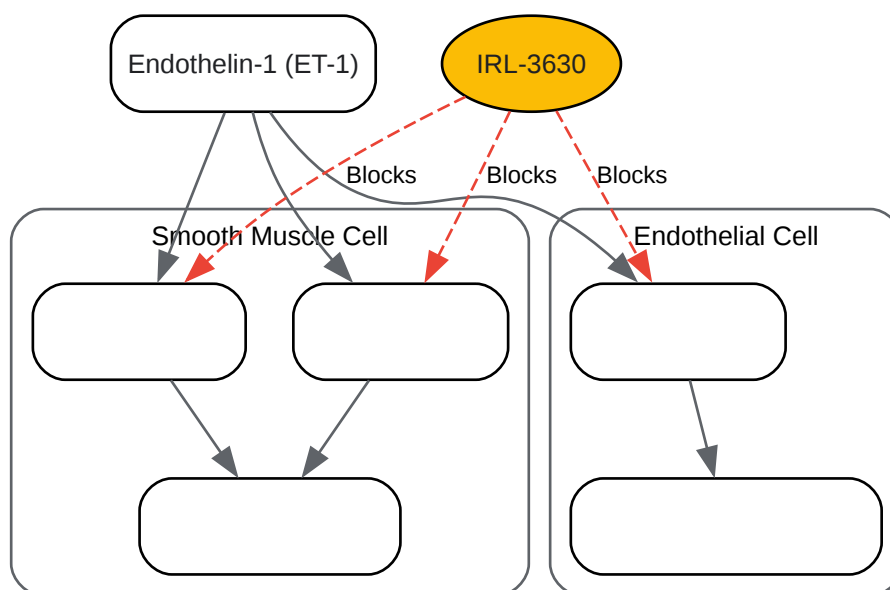 Endothelin-1 (ET-1)
IRL-3630
Blocks
Blocks
Blocks
Smooth Muscle Cell
Endothelial Cell